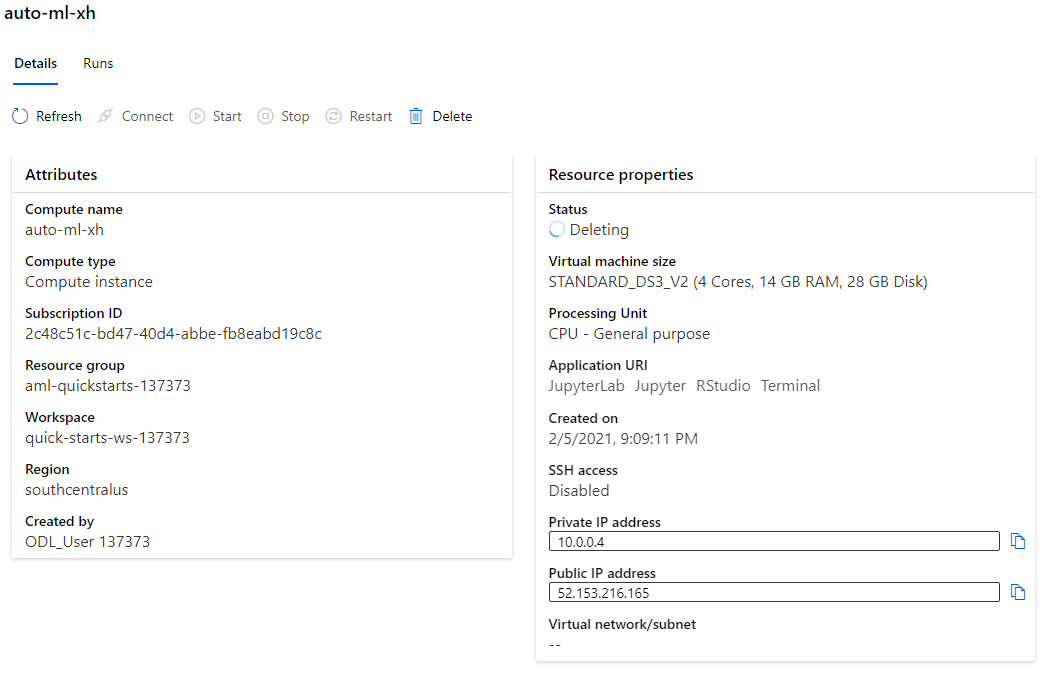 auto-ml-xh
Details Runs
Refresh Connect Start Stop Restart Delete
Attributes
Compute name
auto-ml-xh
Compute type
Compute instance
Subscription ID
2c48c51c-bd47-40d4-abbe-fb8eabd19c8c
Resource group
aml-quickstarts-137373
Workspace
quick-starts-ws-137373
Region
southcentralus
Created by
ODL_User 137373
Resource properties
Status
Deleting
Virtual machine size
STANDARD_DS3_V2 (4 Cores, 14 GB RAM, 28 GB Disk)
Processing Unit
CPU - General purpose
Application URI
JupyterLab Jupyter RStudio Terminal
Created on
2/5/2021, 9:09:11 PM
SSH access
Disabled
Private IP address
10.0.0.4
Public IP address
52.153.216.165
Virtual network/subnet
--